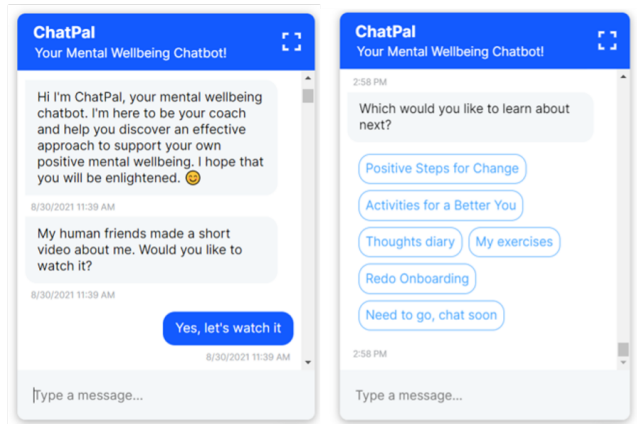 ChatPal
Your Mental Wellbeing Chatbot!
Hi I'm ChatPal, your mental wellbeing
chatbot. I'm here to be your coach
and help you discover an effective
approach to support your own
positive mental wellbeing. I hope that
you will be enlightened. 😊
8/30/2021 11:39 AM
My human friends made a short
video about me. Would you like to
watch it?
8/30/2021 11:39 AM
Yes, let's watch it
8/30/2021 11:39 AM
Type a message...
ChatPal
Your Mental Wellbeing Chatbot!
2:58 PM
Which would you like to learn about
next?
Positive Steps for Change
Activities for a Better You
Thoughts diary
My exercises
Redo Onboarding
Need to go, chat soon
2:58 PM
Type a message...